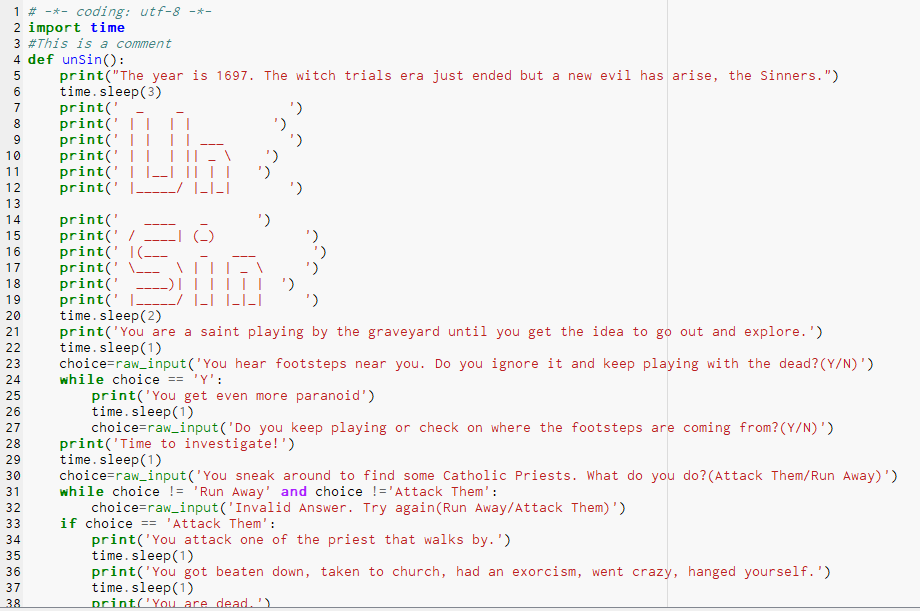 1 # -*- coding: utf-8 -*-
2 import time
3 #This is a comment
4 def unSin():
5     print("The year is 1697. The witch trials era just ended but a new evil has arise, the Sinners.")
6     time.sleep(3)
7     print('  _    _             ')
8     print(' | |  | |          ')
9     print(' | |  | | ___        ')
10     print(' | |  | || _ \    ')
11     print(' | |__| || | |   ')
12     print(' |_____/ |_|_|       ')
13
14     print('   ____   _      ')
15     print(' / ____| (_)           ')
16     print(' |(___    _   ___       ')
17     print(' \___  \ | | | _ \     ')
18     print('  ____)| | | | | |  ')
19     print(' |_____/ |_| |_|_|     ')
20     time.sleep(2)
21     print('You are a saint playing by the graveyard until you get the idea to go out and explore.')
22     time.sleep(1)
23     choice=raw_input('You hear footsteps near you. Do you ignore it and keep playing with the dead?(Y/N)')
24     while choice == 'Y':
25         print('You get even more paranoid')
26         time.sleep(1)
27         choice=raw_input('Do you keep playing or check on where the footsteps are coming from?(Y/N)')
28     print('Time to investigate!')
29     time.sleep(1)
30     choice=raw_input('You sneak around to find some Catholic Priests. What do you do?(Attack Them/Run Away)')
31     while choice != 'Run Away' and choice !='Attack Them':
32         choice=raw_input('Invalid Answer. Try again(Run Away/Attack Them)')
33     if choice == 'Attack Them':
34         print('You attack one of the priest that walks by.')
35         time.sleep(1)
36         print('You got beaten down, taken to church, had an exorcism, went crazy, hanged yourself.')
37         time.sleep(1)
38         print('You are dead.')